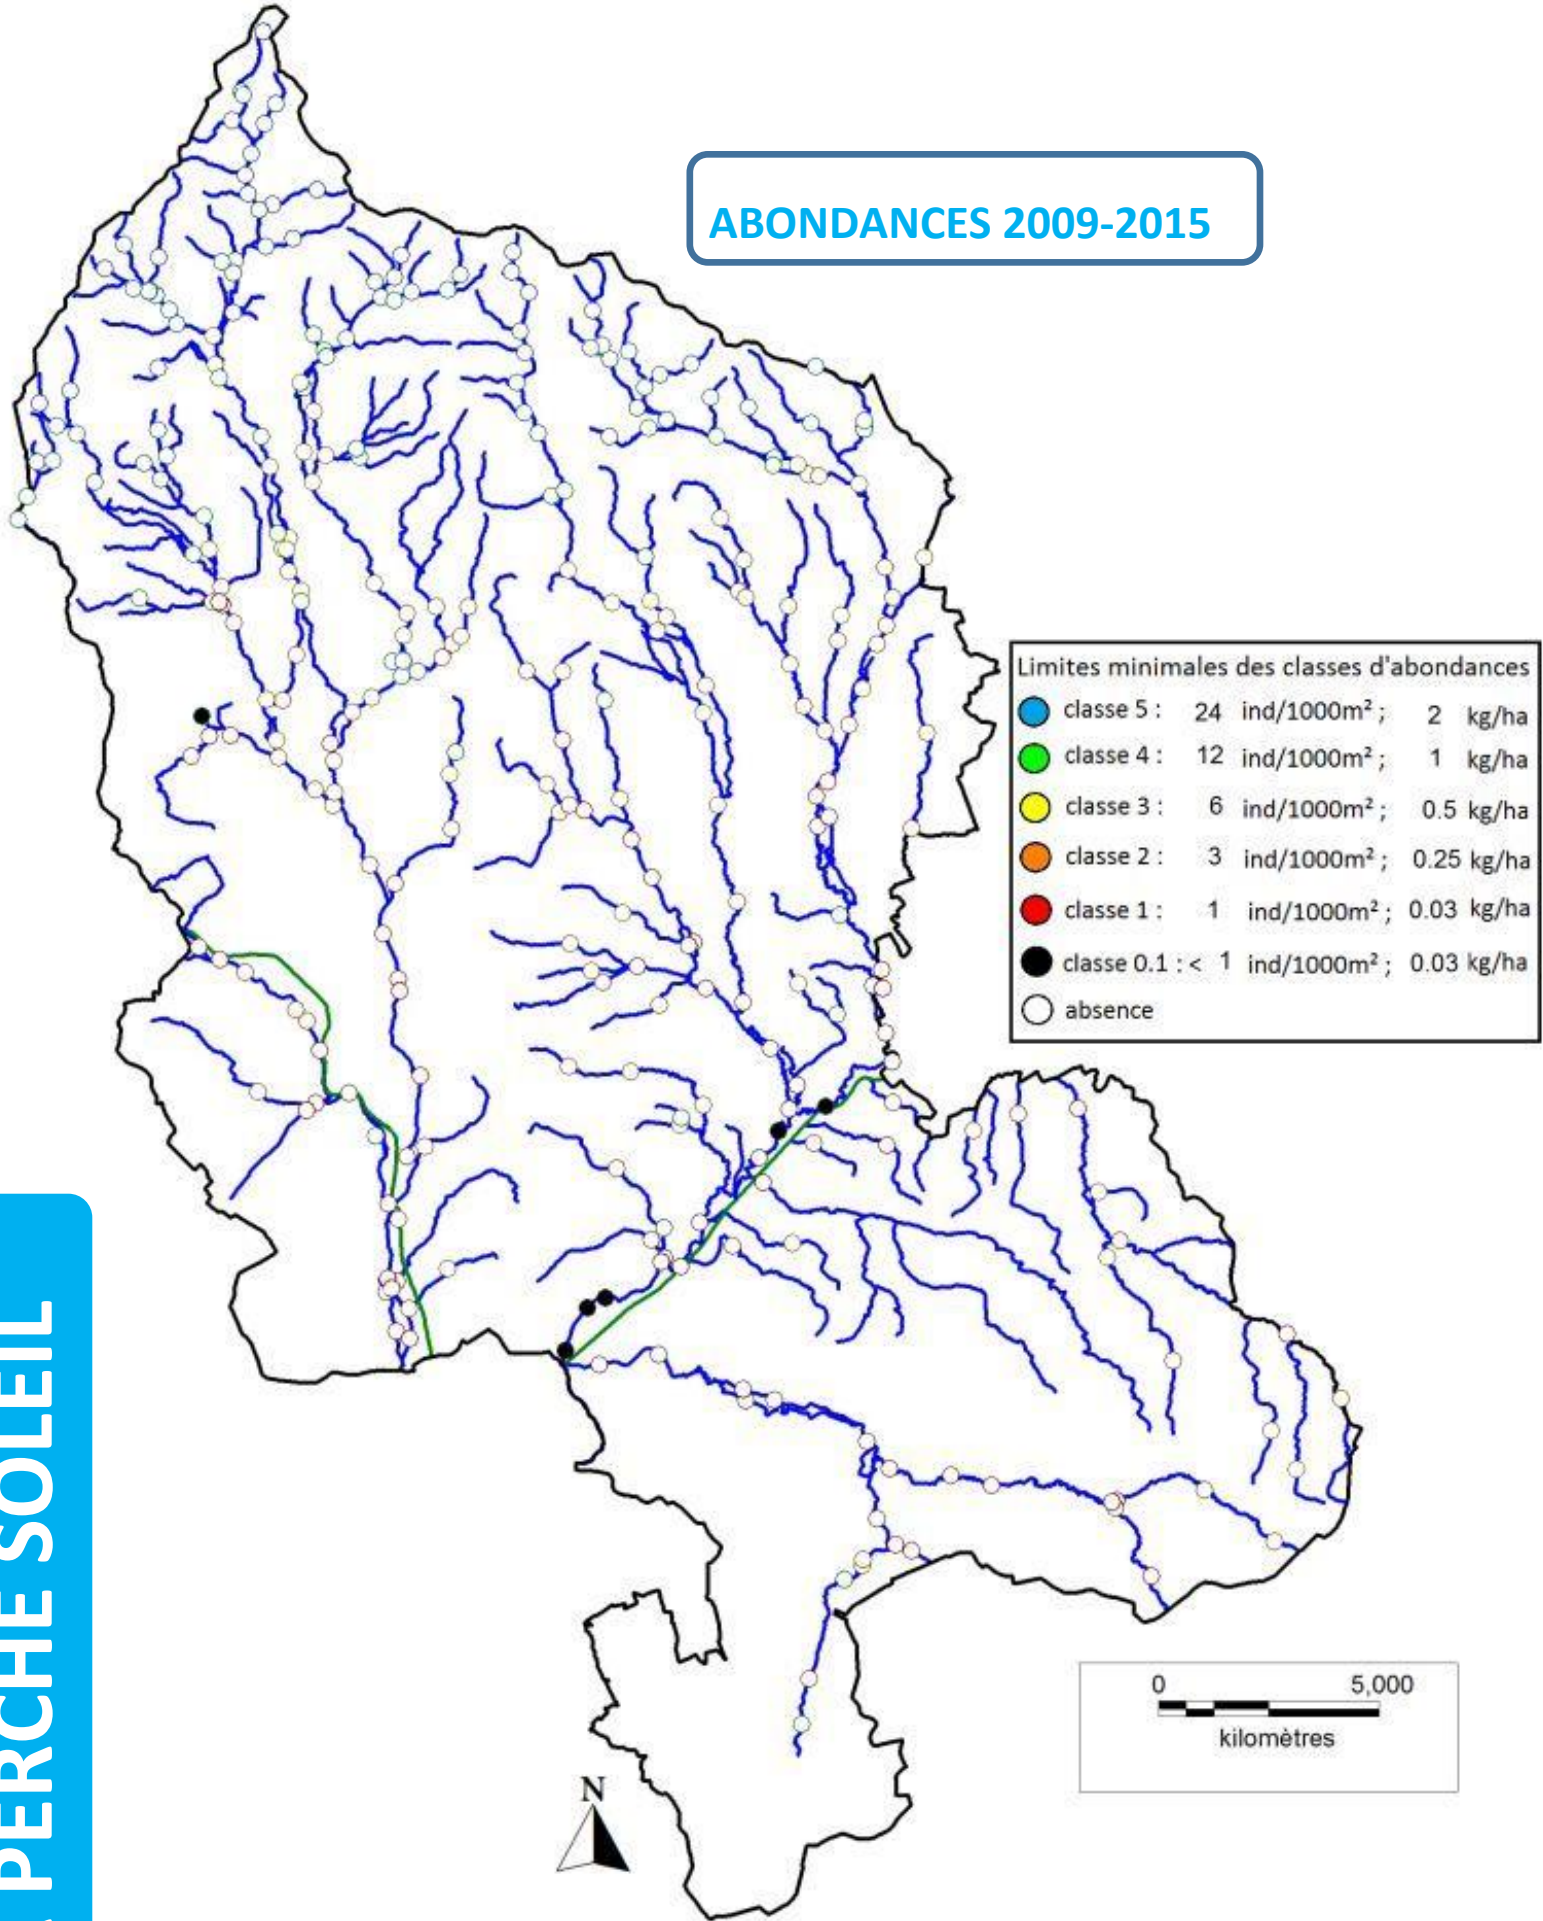 ABONDANCES 2009-2015
Limites minimales des classes d'abondances
classe 5 : 24 ind/1000m² ; 2 kg/ha
classe 4 : 12 ind/1000m² ; 1 kg/ha
classe 3 : 6 ind/1000m² ; 0.5 kg/ha
classe 2 : 3 ind/1000m² ; 0.25 kg/ha
classe 1 : 1 ind/1000m² ; 0.03 kg/ha
classe 0.1 : < 1 ind/1000m² ; 0.03 kg/ha
absence
PERCHE SOLEIL
0 5,000
kilomètres
N